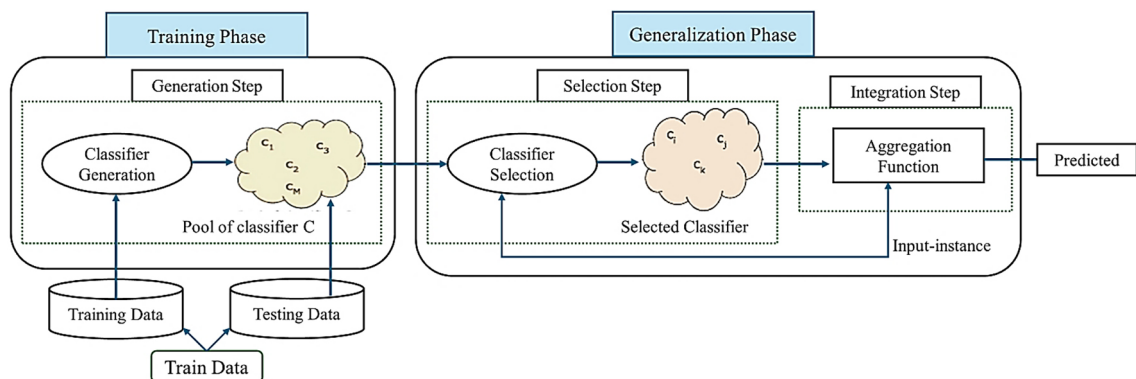 Training Phase
Generalization Phase
Generation Step
Selection Step
Integration Step
Classifier
Generation
C1
C3
C2
CM
Pool of classifier C
Classifier
Selection
Ci
Cj
Ck
Selected Classifier
Aggregation
Function
Predicted
Input-instance
Training Data
Testing Data
Train Data